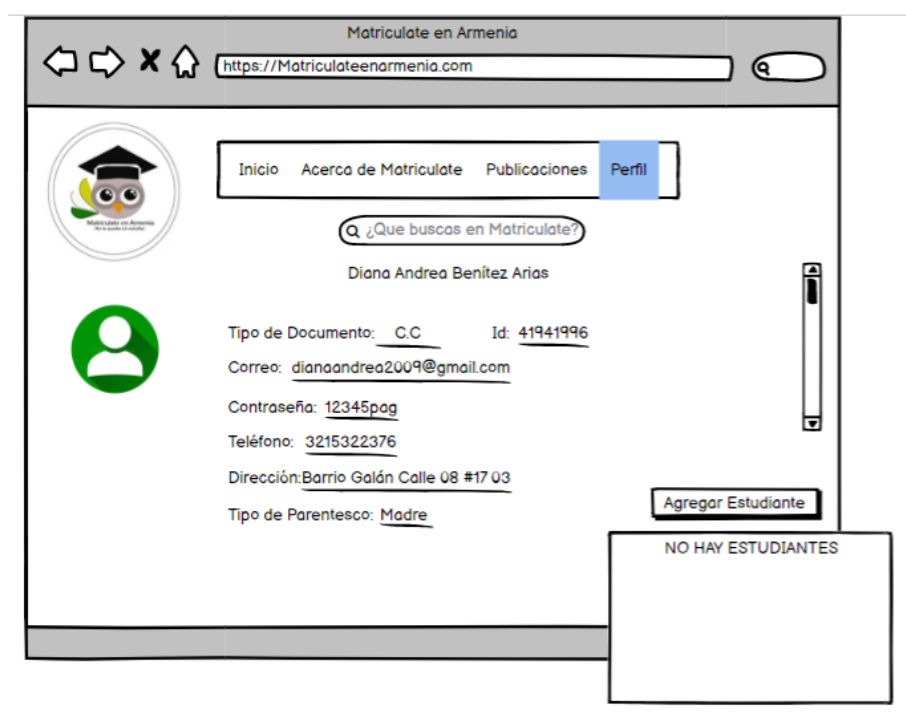 Matriculate en Armenia
https://Matriculateenarmenia.com
Inicio Acerca de Matriculate Publicaciones Perfil
Matriculate en Armenia
¿Que buscas en Matriculate?
Diana Andrea Benítez Arias
Tipo de Documento: C.C Id: 41941996
Correo: dianaandrea2009@gmail.com
Contraseña: 12345pag
Teléfono: 3215322376
Dirección:Barrio Galán Calle 08 #17 03
Tipo de Parentesco: Madre
Agregar Estudiante
NO HAY ESTUDIANTES